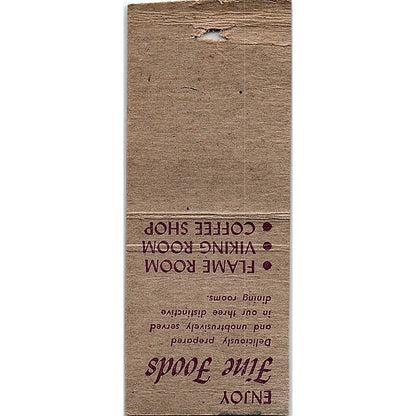 ENJOY
Fine Foods
Deliciously prepared
and unobtrusively served
in our three distinctive
dining rooms.
● FLAME ROOM
● VIKING ROOM
● COFFEE SHOP